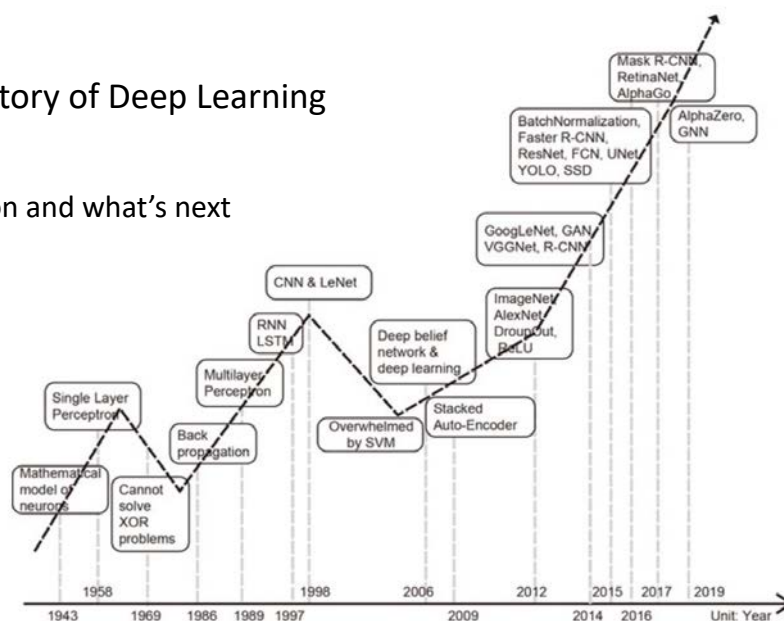 tory of Deep Learning
on and what's next
Mask R-CNN,
RetinaNet,
AlphaGo
AlphaZero,
GNN
BatchNormalization,
Faster R-CNN,
ResNet, FCN, UNet
YOLO, SSD
GoogLeNet, GAN
VGGNet, R-CNN
CNN & LeNet
ImageNet
AlexNet
DroupOut,
ReLU
RNN
LSTM
Deep belief
network &
deep learning
Multilayer
Perceptron
Single Layer
Perceptron
Stacked
Auto-Encoder
Overwhelmed
by SVM
Back
propagation
Mathematical
model of
neurons
Cannot
solve
XOR
problems
1958
1998
2006
2012
2015
2017
2019
1943
1969
1986
1989
1997
2009
2014
2016
Unit: Year